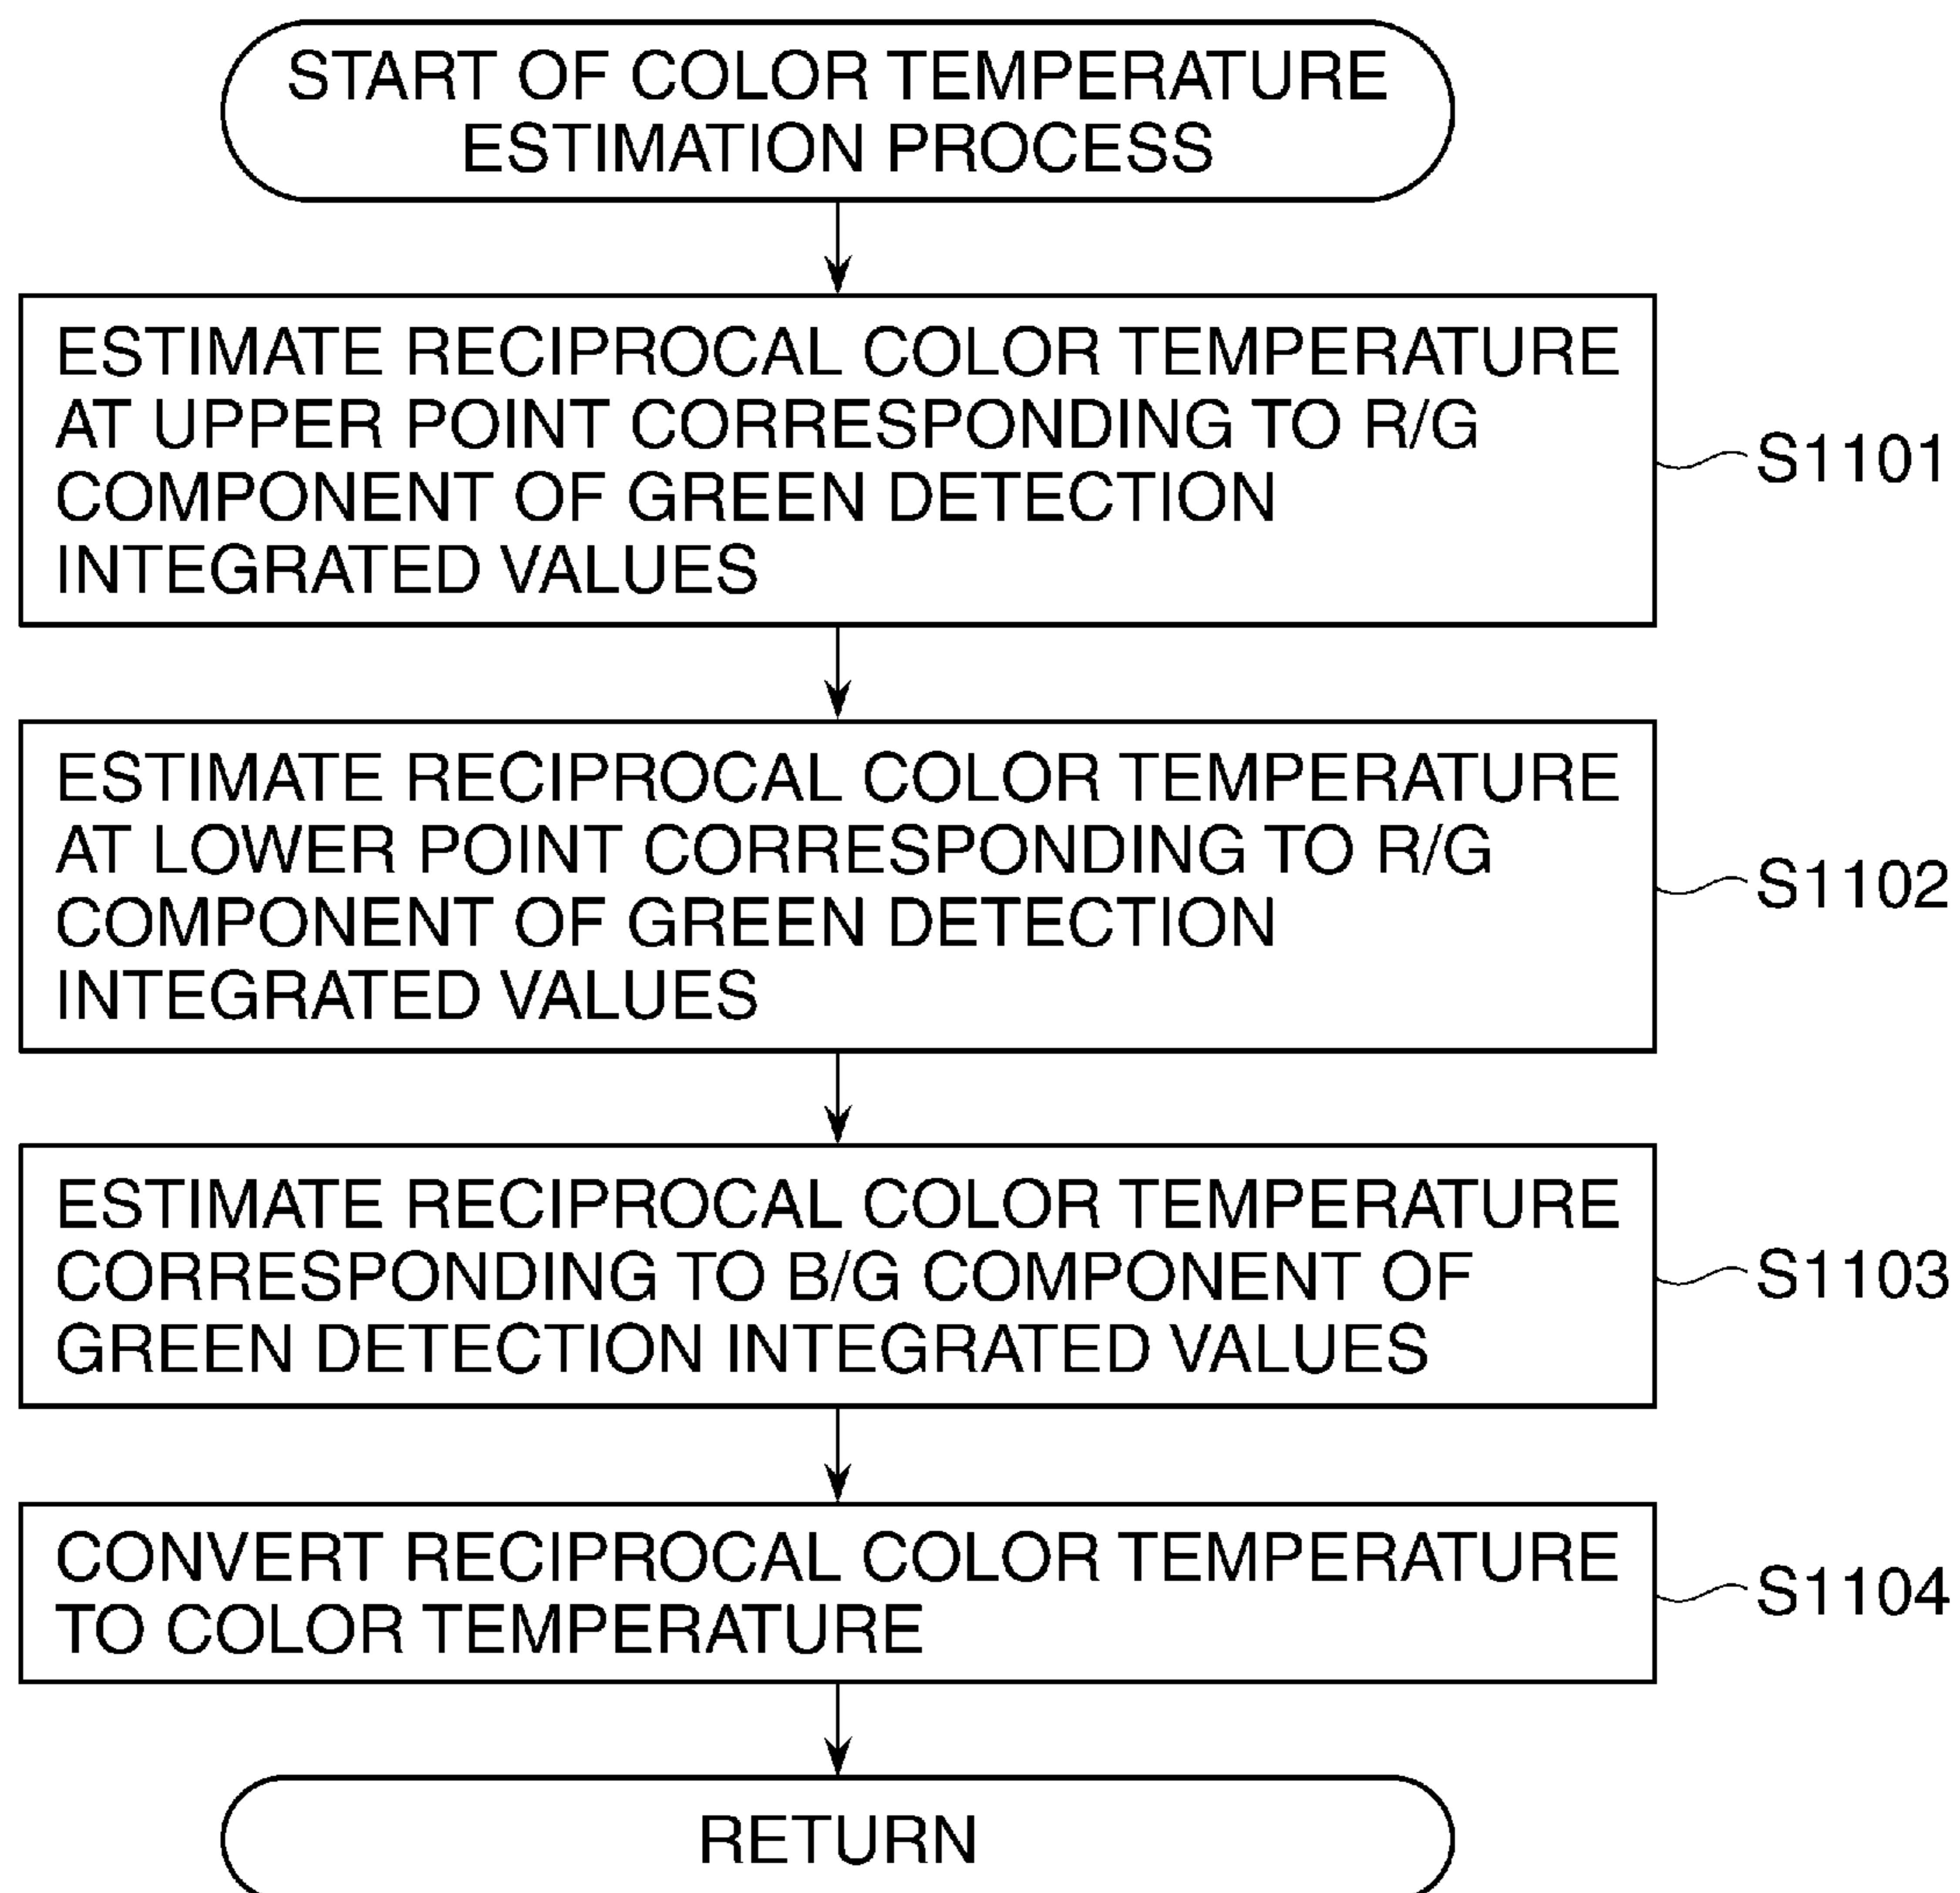 START OF COLOR TEMPERATURE
ESTIMATION PROCESS
ESTIMATE RECIPROCAL COLOR TEMPERATURE
AT UPPER POINT CORRESPONDING TO R/G
COMPONENT OF GREEN DETECTION
INTEGRATED VALUES
S1101
ESTIMATE RECIPROCAL COLOR TEMPERATURE
AT LOWER POINT CORRESPONDING TO R/G
COMPONENT OF GREEN DETECTION
INTEGRATED VALUES
S1102
ESTIMATE RECIPROCAL COLOR TEMPERATURE
CORRESPONDING TO B/G COMPONENT OF
GREEN DETECTION INTEGRATED VALUES
S1103
CONVERT RECIPROCAL COLOR TEMPERATURE
TO COLOR TEMPERATURE
S1104
RETURN